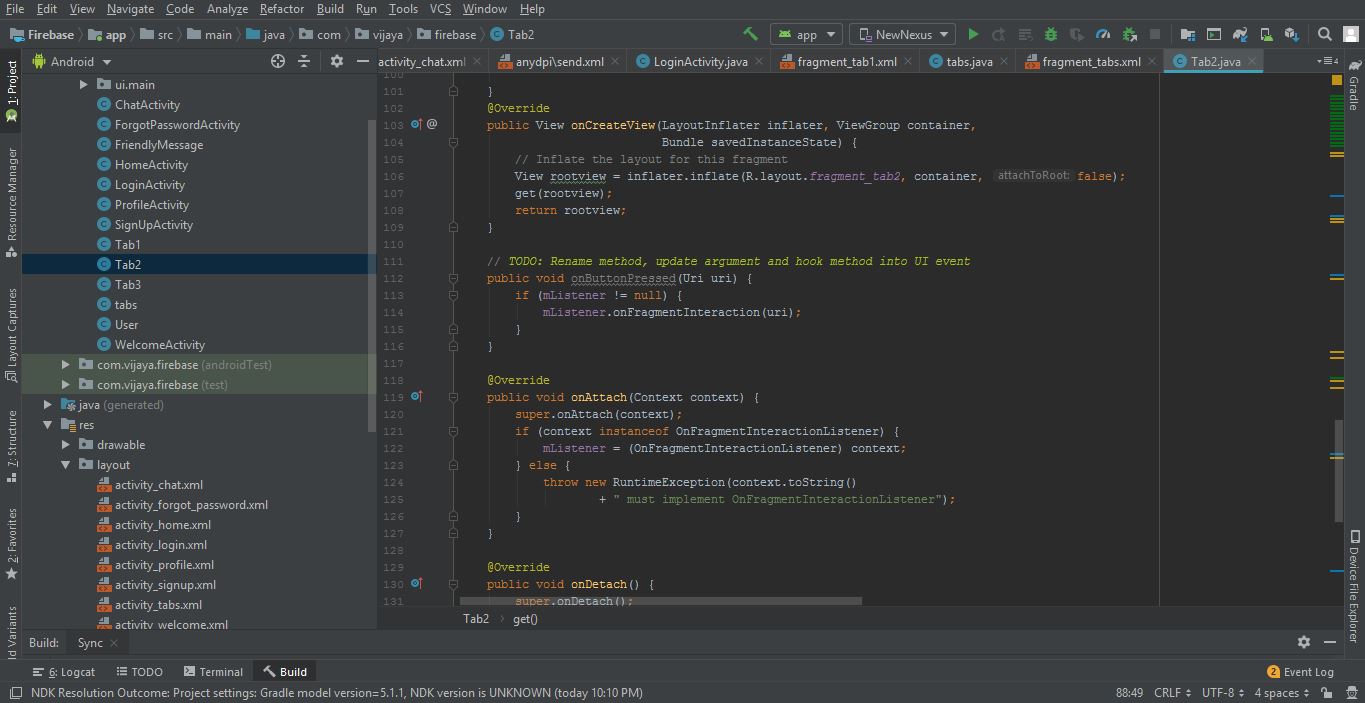 File Edit View Navigate Code Analyze Refactor Build Run Tools VCS Window Help
Firebase app src main java com vijaya firebase Tab2 app NewNexus
Android
activity_chat.xml anydpi\send.xml LoginActivity.java fragment_tab1.xml tabs.java fragment_tabs.xml Tab2.java 4
1: Project
Resource Manager
Layout Captures
7: Structure
2: Favorites
ld Variants
ui.main
ChatActivity
ForgotPasswordActivity
FriendlyMessage
HomeActivity
LoginActivity
ProfileActivity
SignUpActivity
Tab1
Tab2
Tab3
tabs
User
WelcomeActivity
com.vijaya.firebase (androidTest)
com.vijaya.firebase (test)
java (generated)
res
drawable
layout
activity_chat.xml
activity_forgot_password.xml
activity_home.xml
activity_login.xml
activity_profile.xml
activity_signup.xml
activity_tabs.xml
activity_welcome.xml
100
101 }
102 @Override
103 @ public View onCreateView(LayoutInflater inflater, ViewGroup container,
104 Bundle savedInstanceState) {
105 // Inflate the layout for this fragment
106 View rootview = inflater.inflate(R.layout.fragment_tab2, container, attachToRoot: false);
107 get(rootview);
108 return rootview;
109 }
110
111 // TODO: Rename method, update argument and hook method into UI event
112 public void onButtonPressed(Uri uri) {
113 if (mListener != null) {
114 mListener.onFragmentInteraction(uri);
115 }
116 }
117
118 @Override
119 public void onAttach(Context context) {
120 super.onAttach(context);
121 if (context instanceof OnFragmentInteractionListener) {
122 mListener = (OnFragmentInteractionListener) context;
123 } else {
124 throw new RuntimeException(context.toString()
125 + " must implement OnFragmentInteractionListener");
126 }
127 }
128
129 @Override
130 public void onDetach() {
131 super.onDetach();
Tab2 get()
Gradle
Device File Explorer
Build: Sync
6: Logcat TODO Terminal Build 2 Event Log
NDK Resolution Outcome: Project settings: Gradle model version=5.1.1, NDK version is UNKNOWN (today 10:10 PM) 88:49 CRLF UTF-8 4 spaces